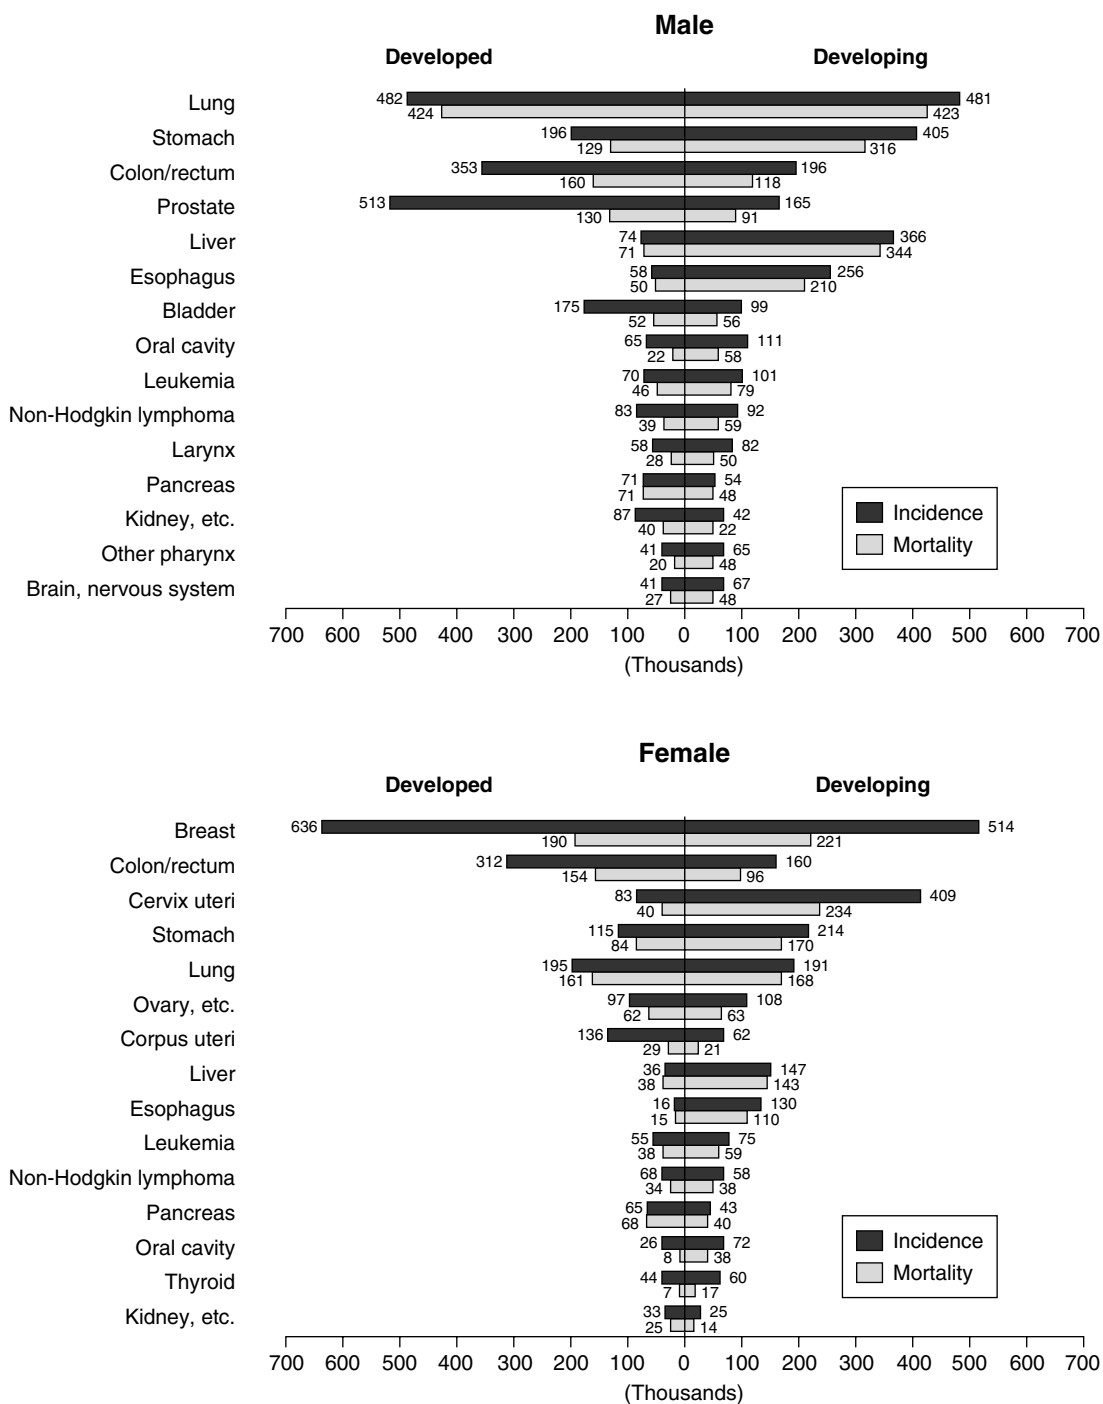 Male
Developed Developing
Lung 482 481
424 423
Stomach 196 405
129 316
Colon/rectum 353 196
160 118
Prostate 513 165
130 91
Liver 74 366
71 344
Esophagus 58 256
50 210
Bladder 175 99
52 56
Oral cavity 65 111
22 58
Leukemia 70 101
46 79
Non-Hodgkin lymphoma 83 92
39 59
Larynx 58 82
28 50
Pancreas 71 54
71 48
Kidney, etc. 87 42
40 22
Other pharynx 41 65
20 48
Brain, nervous system 41 67
27 48
Incidence
Mortality
700 600 500 400 300 200 100 0 100 200 300 400 500 600 700
(Thousands)
Female
Developed Developing
Breast 636 514
190 221
Colon/rectum 312 160
154 96
Cervix uteri 83 409
40 234
Stomach 115 214
84 170
Lung 195 191
161 168
Ovary, etc. 97 108
62 63
Corpus uteri 136 62
29 21
Liver 36 147
38 143
Esophagus 16 130
15 110
Leukemia 55 75
38 59
Non-Hodgkin lymphoma 68 58
34 38
Pancreas 65 43
68 40
Oral cavity 26 72
8 38
Thyroid 44 60
7 17
Kidney, etc. 33 25
25 14
Incidence
Mortality
700 600 500 400 300 200 100 0 100 200 300 400 500 600 700
(Thousands)